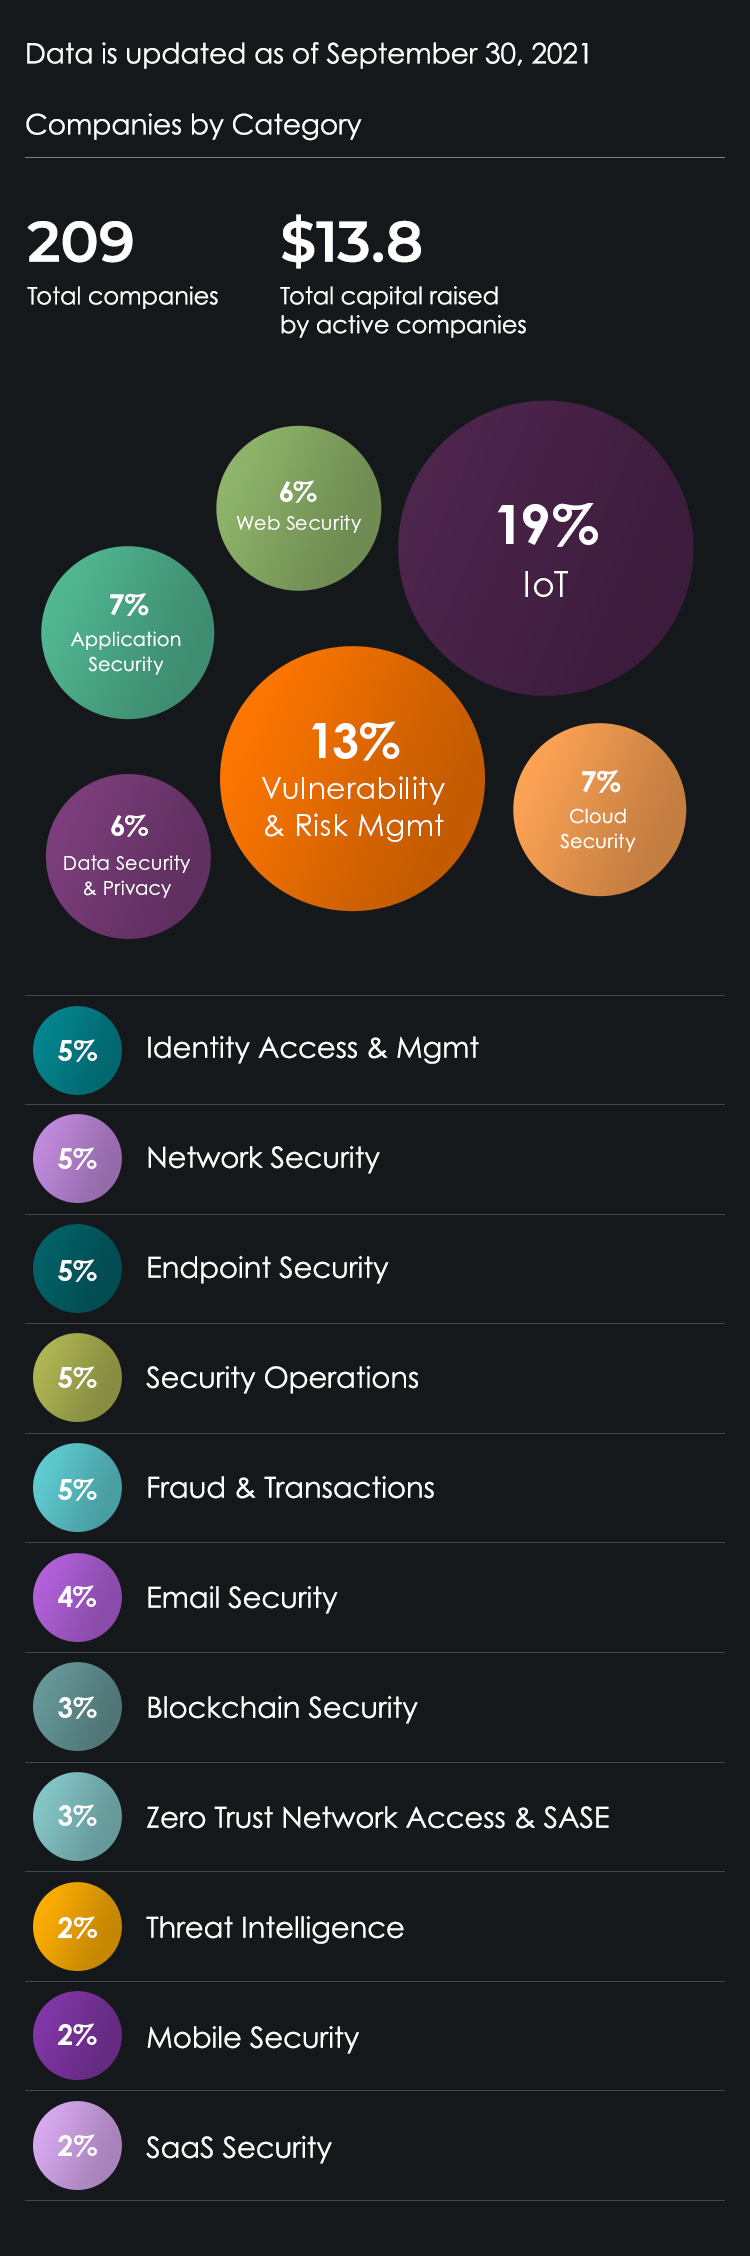 Data is updated as of September 30, 2021
Companies by Category
209
Total companies
$13.8
Total capital raised
by active companies
6%
Web Security
19%
IoT
7%
Application
Security
13%
Vulnerability
& Risk Mgmt
7%
Cloud
Security
6%
Data Security
& Privacy
5% Identity Access & Mgmt
5% Network Security
5% Endpoint Security
5% Security Operations
5% Fraud & Transactions
4% Email Security
3% Blockchain Security
3% Zero Trust Network Access & SASE
2% Threat Intelligence
2% Mobile Security
2% SaaS Security